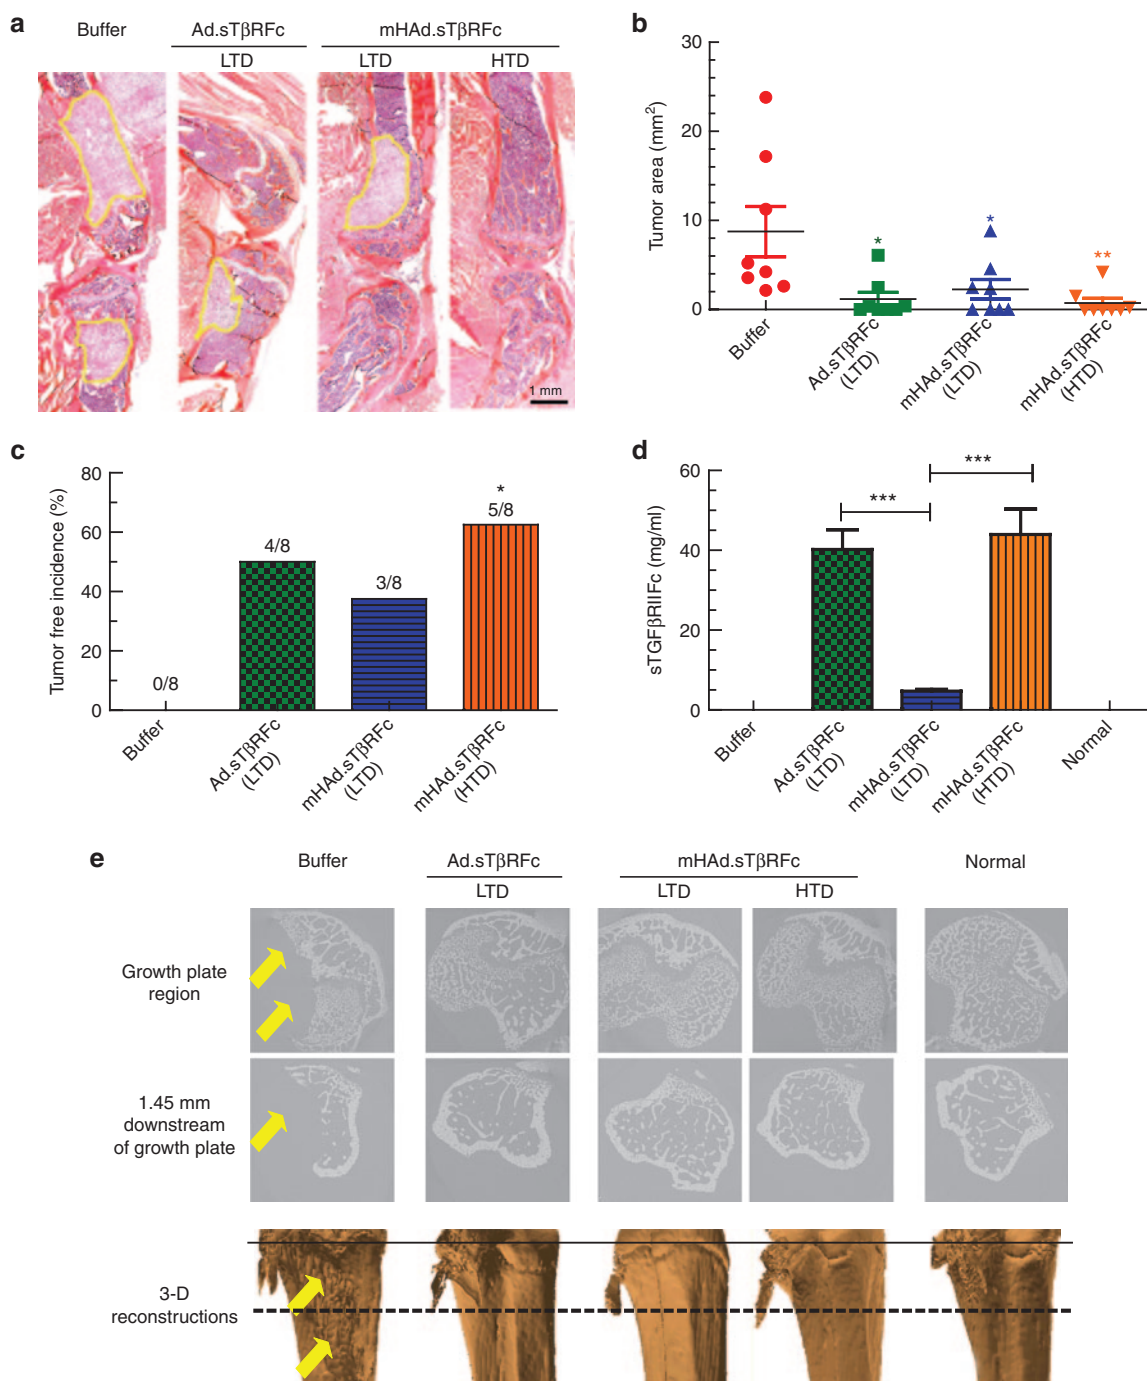 a
Buffer
Ad.sTβRFc
mHAd.sTβRFc
LTD
LTD
HTD
1 mm
b
Tumor area (mm²)
30
20
10
0
*
*
**
Buffer
Ad.sTβRFc
(LTD)
mHAd.sTβRFc
(LTD)
mHAd.sTβRFc
(HTD)
c
Tumor free incidence (%)
80
60
40
20
0
0/8
4/8
3/8
*
5/8
Buffer
Ad.sTβRFc
(LTD)
mHAd.sTβRFc
(LTD)
mHAd.sTβRFc
(HTD)
d
sTGFβRIIFc (mg/ml)
60
40
20
0
***
***
Buffer
Ad.sTβRFc
(LTD)
mHAd.sTβRFc
(LTD)
mHAd.sTβRFc
(HTD)
Normal
e
Buffer
Ad.sTβRFc
mHAd.sTβRFc
Normal
LTD
LTD
HTD
Growth plate
region
1.45 mm
downstream
of growth plate
3-D
reconstructions